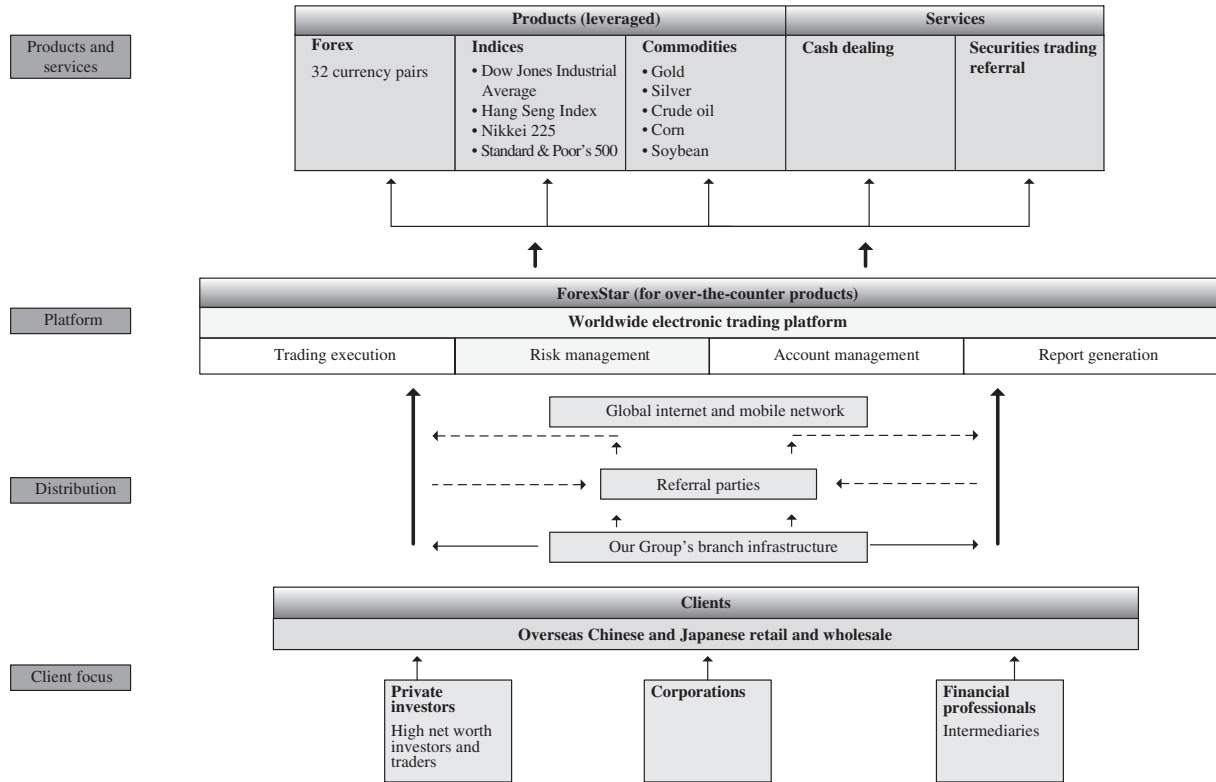 Products (leveraged)
Services
Products and
services
Forex
32 currency pairs
Indices
• Dow Jones Industrial
Average
• Hang Seng Index
• Nikkei 225
• Standard & Poor's 500
Commodities
• Gold
• Silver
• Crude oil
• Corn
• Soybean
Cash dealing
Securities trading
referral
ForexStar (for over-the-counter products)
Platform
Worldwide electronic trading platform
Trading execution
Risk management
Account management
Report generation
Global internet and mobile network
Distribution
Referral parties
Our Group's branch infrastructure
Clients
Overseas Chinese and Japanese retail and wholesale
Client focus
Private
investors
High net worth
investors and
traders
Corporations
Financial
professionals
Intermediaries